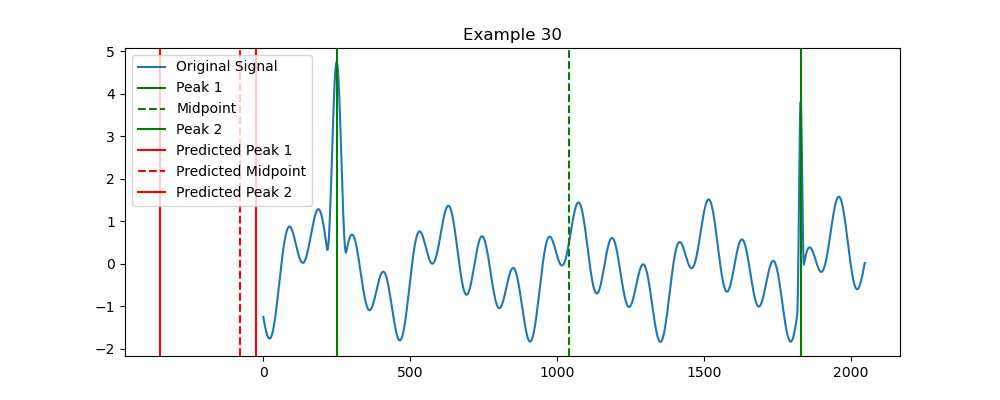 Example 30
Original Signal
Peak 1
Midpoint
Peak 2
Predicted Peak 1
Predicted Midpoint
Predicted Peak 2
5
4
3
2
1
0
−1
−2
0 500 1000 1500 2000